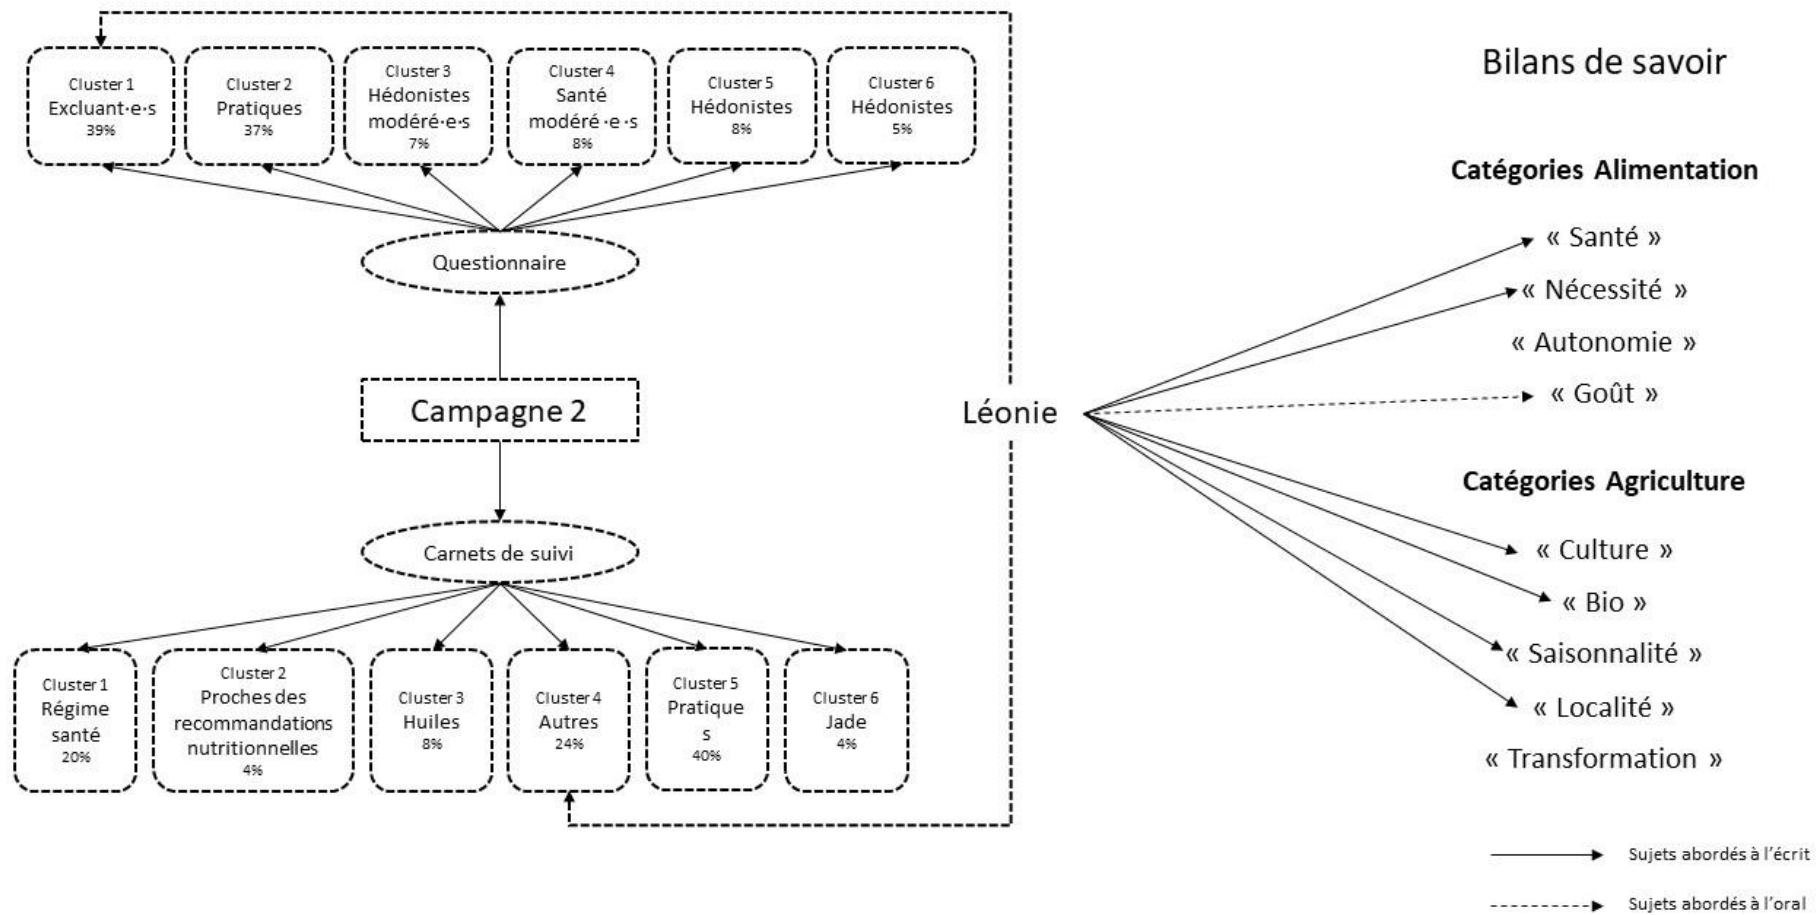 Bilans de savoir
Cluster 1
Excluant·e·s
39%
Cluster 2
Pratiques
37%
Cluster 3
Hédonistes
modéré·e·s
7%
Cluster 4
Santé
modéré ·e ·s
8%
Cluster 5
Hédonistes
8%
Cluster 6
Hédonistes
5%
Questionnaire
Campagne 2
Carnets de suivi
Cluster 1
Régime
santé
20%
Cluster 2
Proches des
recommandations
nutritionnelles
4%
Cluster 3
Huiles
8%
Cluster 4
Autres
24%
Cluster 5
Pratique
s
40%
Cluster 6
Jade
4%
Léonie
Catégories Alimentation
« Santé »
« Nécessité »
« Autonomie »
« Goût »
Catégories Agriculture
« Culture »
« Bio »
« Saisonnalité »
« Localité »
« Transformation »
Sujets abordés à l'écrit
Sujets abordés à l'oral